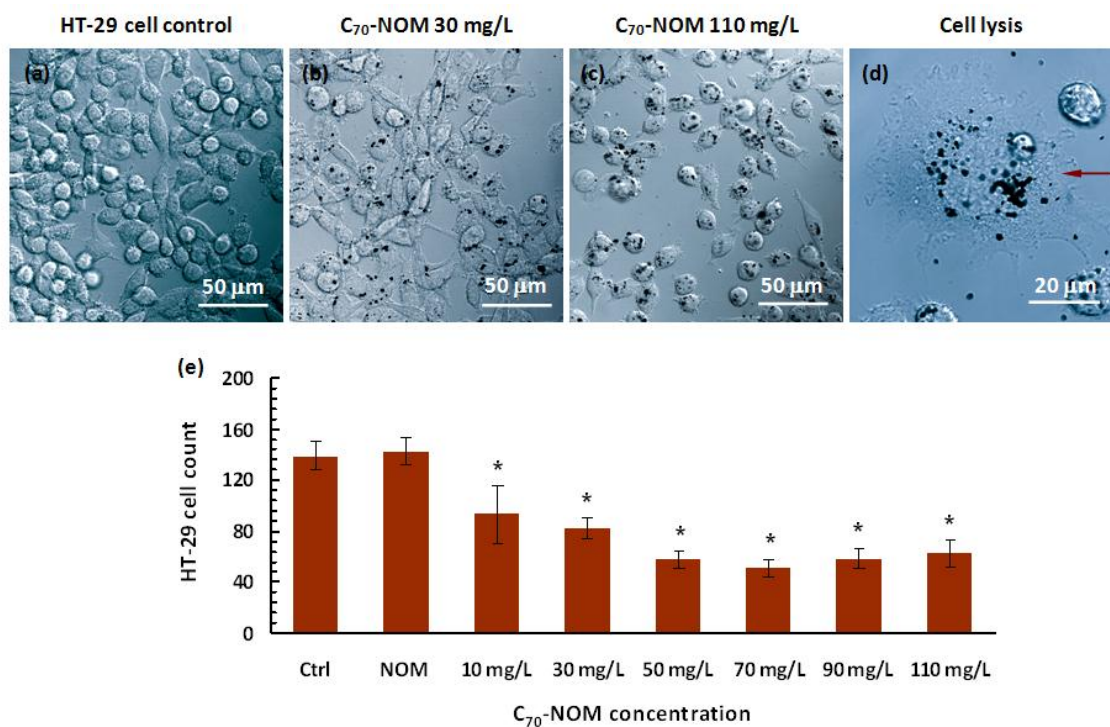 HT-29 cell control
C₇₀-NOM 30 mg/L
C₇₀-NOM 110 mg/L
Cell lysis
(a)
(b)
(c)
(d)
50 μm
50 μm
50 μm
20 μm
(e)
200
160
120
80
40
0
HT-29 cell count
*
*
*
*
*
*
Ctrl
NOM
10 mg/L
30 mg/L
50 mg/L
70 mg/L
90 mg/L
110 mg/L
C₇₀-NOM concentration